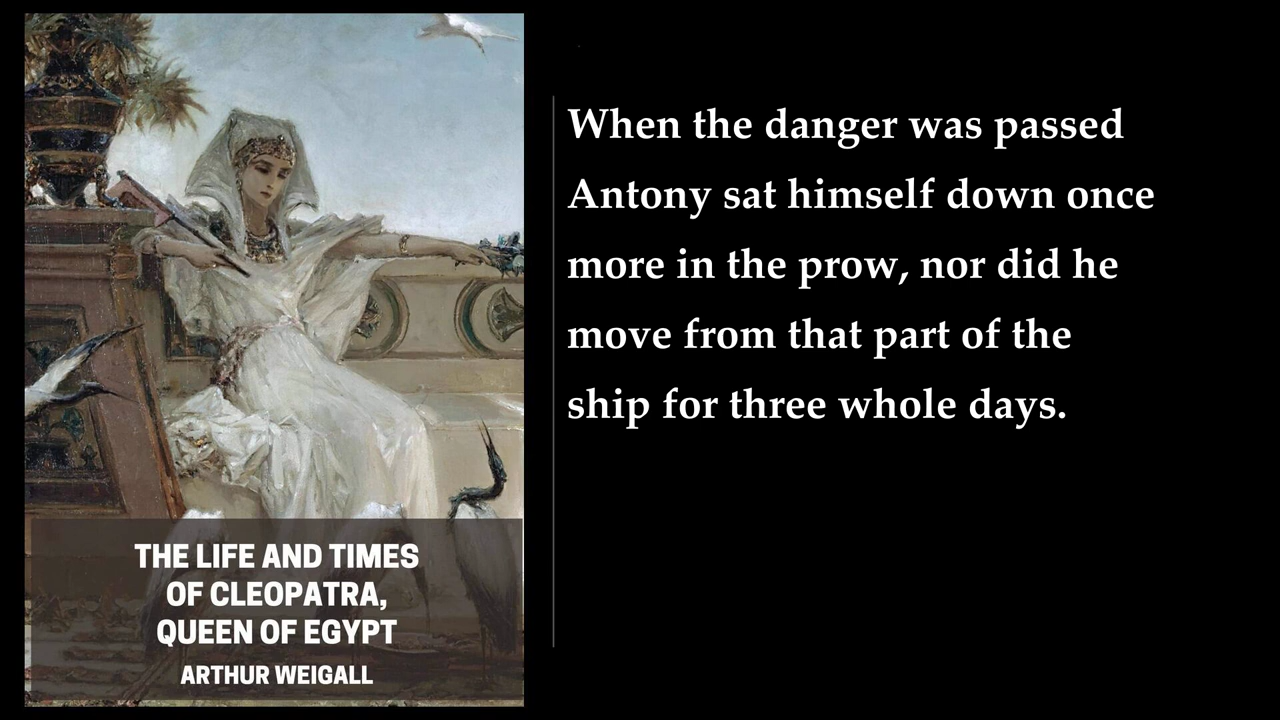 THE LIFE AND TIMES
OF CLEOPATRA,
QUEEN OF EGYPT
ARTHUR WEIGALL
When the danger was passed
Antony sat himself down once
more in the prow, nor did he
move from that part of the
ship for three whole days.